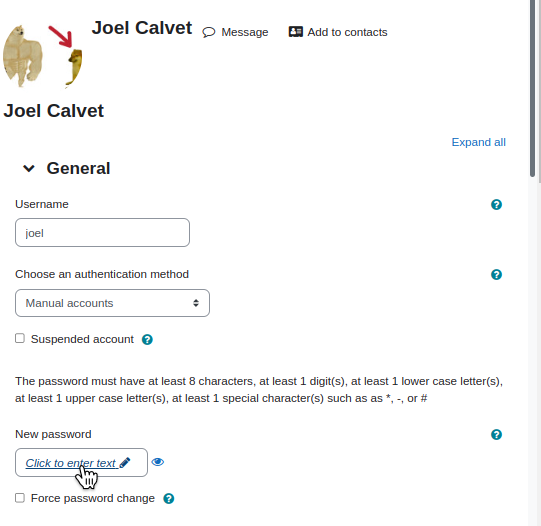 Joel Calvet Message Add to contacts
Joel Calvet
Expand all
General
Username
joel
Choose an authentication method
Manual accounts
Suspended account
The password must have at least 8 characters, at least 1 digit(s), at least 1 lower case letter(s),
at least 1 upper case letter(s), at least 1 special character(s) such as as *, -, or #
New password
Click to enter text
Force password change